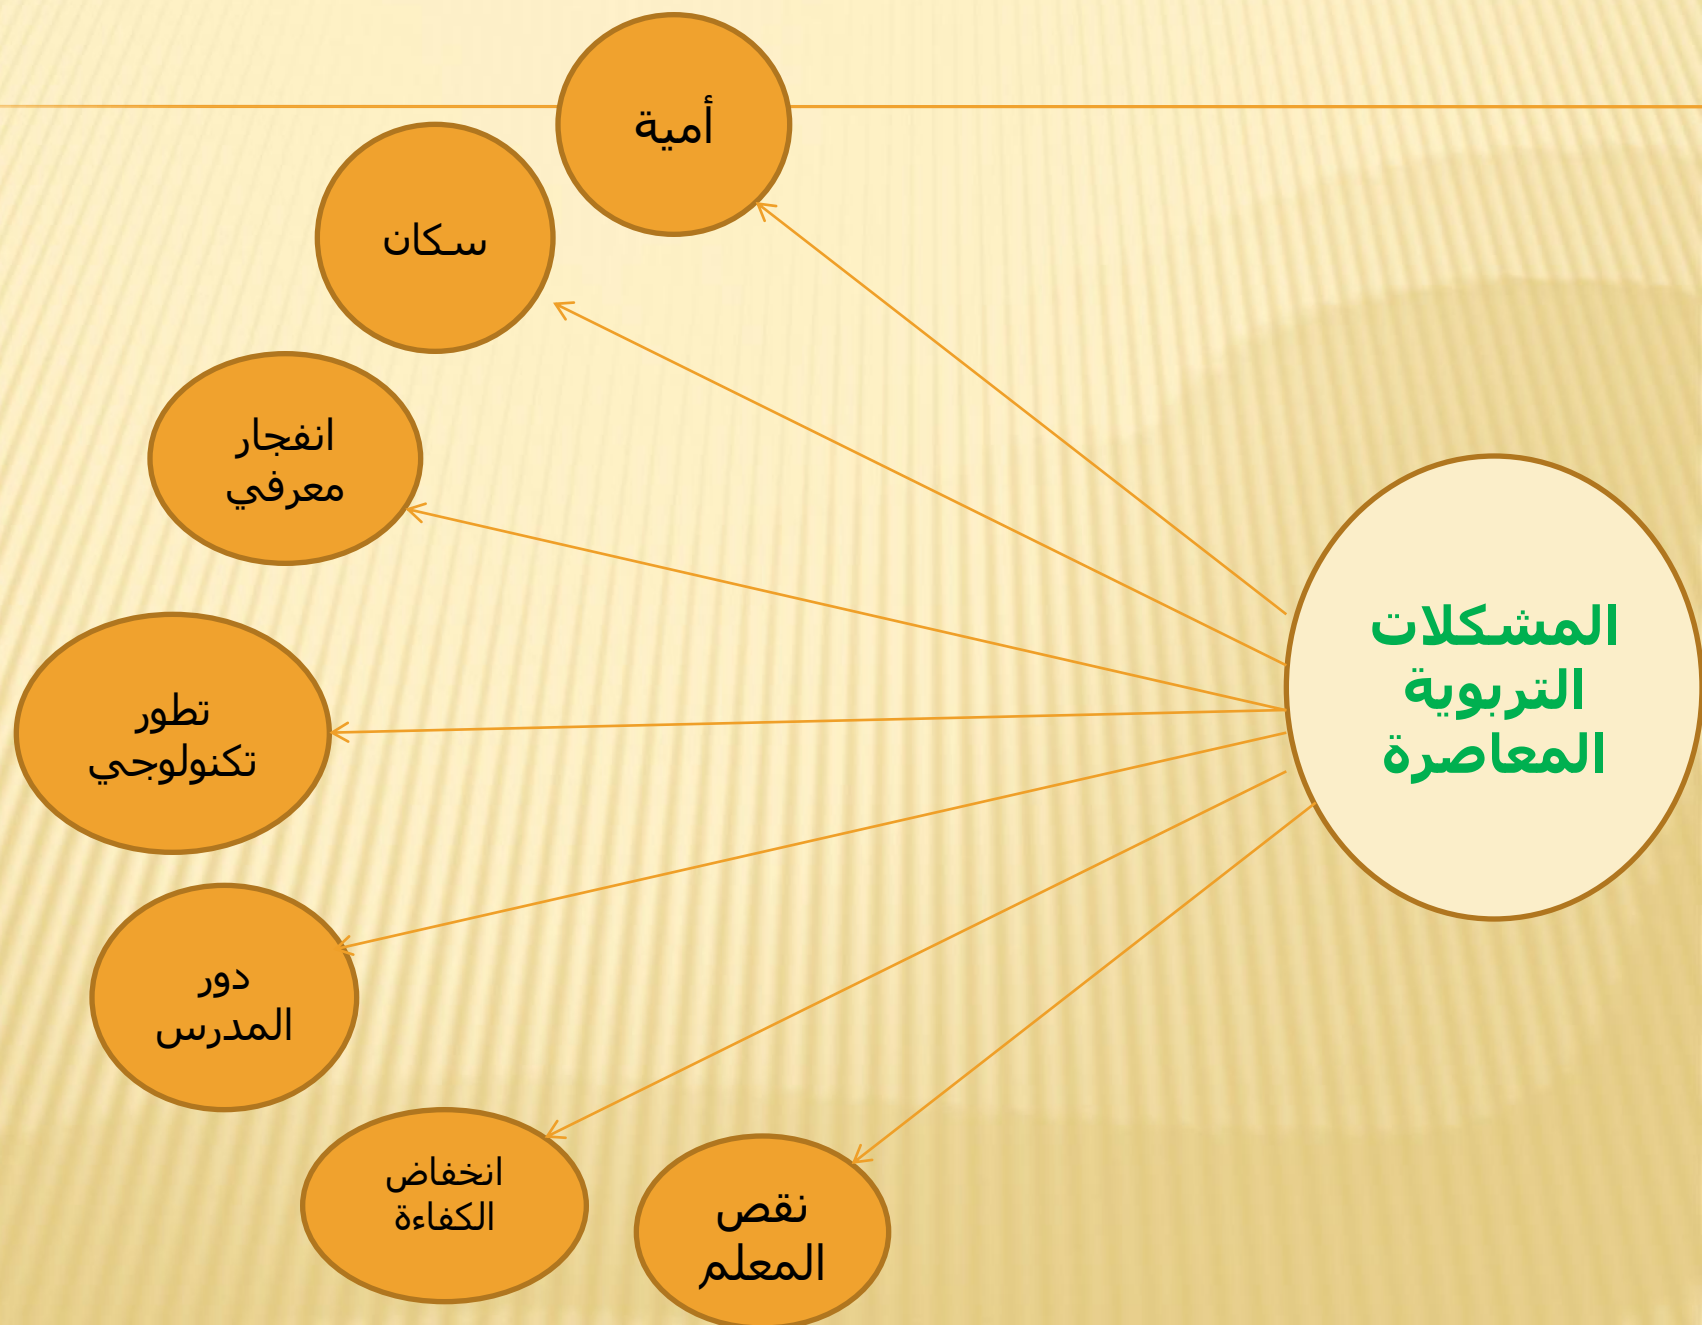 أمية
سكان
انفجار
معرفي
تطور
تكنولوجي
دور
المدرس
انخفاض
الكفاءة
نقص
المعلم
المشكلات
التربوية
المعاصرة